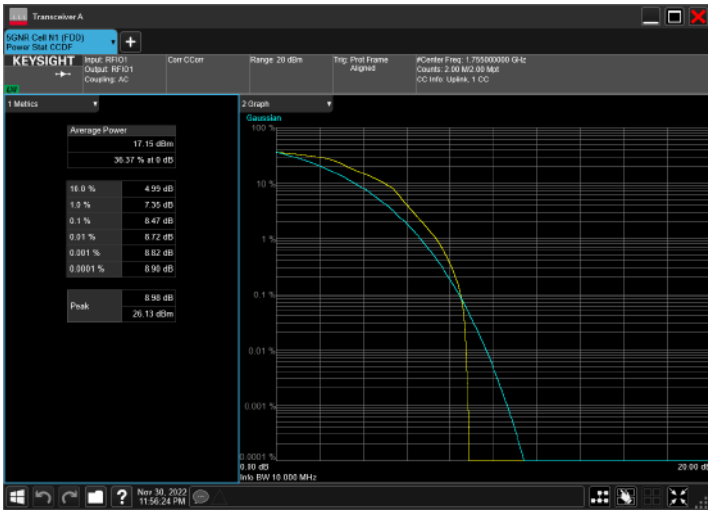 Transceiver A
5GNR Cell N1 (FDD)
Power Stat CCDF
KEYSIGHT
Input: RFIO1
Output: RFIO1
Coupling: AC
Corr CCorr
Range: 20 dBm
Trig: Prot Frame
Aligned
#Center Freq: 1.755000000 GHz
Counts: 2.00 M/2.00 Mpt
CC Info: Uplink, 1 CC
1 Metrics
Average Power
17.15 dBm
36.37 % at 0 dB
10.0 % 4.99 dB
1.0 % 7.35 dB
0.1 % 8.47 dB
0.01 % 8.72 dB
0.001 % 8.82 dB
0.0001 % 8.90 dB
Peak
8.98 dB
26.13 dBm
2 Graph
Gaussian
100 %
10 %
1 %
0.1 %
0.01 %
0.001 %
0.0001 %
0.00 dB
20.00 dB
Info BW 10.000 MHz
?
Nov 30, 2022
11:56:24 PM